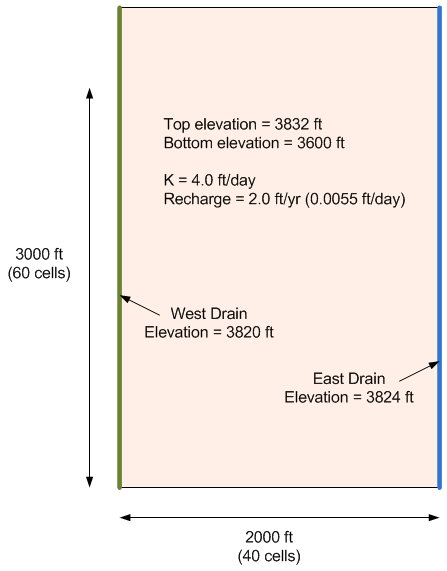 Top elevation = 3832 ft
Bottom elevation = 3600 ft
K = 4.0 ft/day
Recharge = 2.0 ft/yr (0.0055 ft/day)
3000 ft
(60 cells)
West Drain
Elevation = 3820 ft
East Drain
Elevation = 3824 ft
2000 ft
(40 cells)